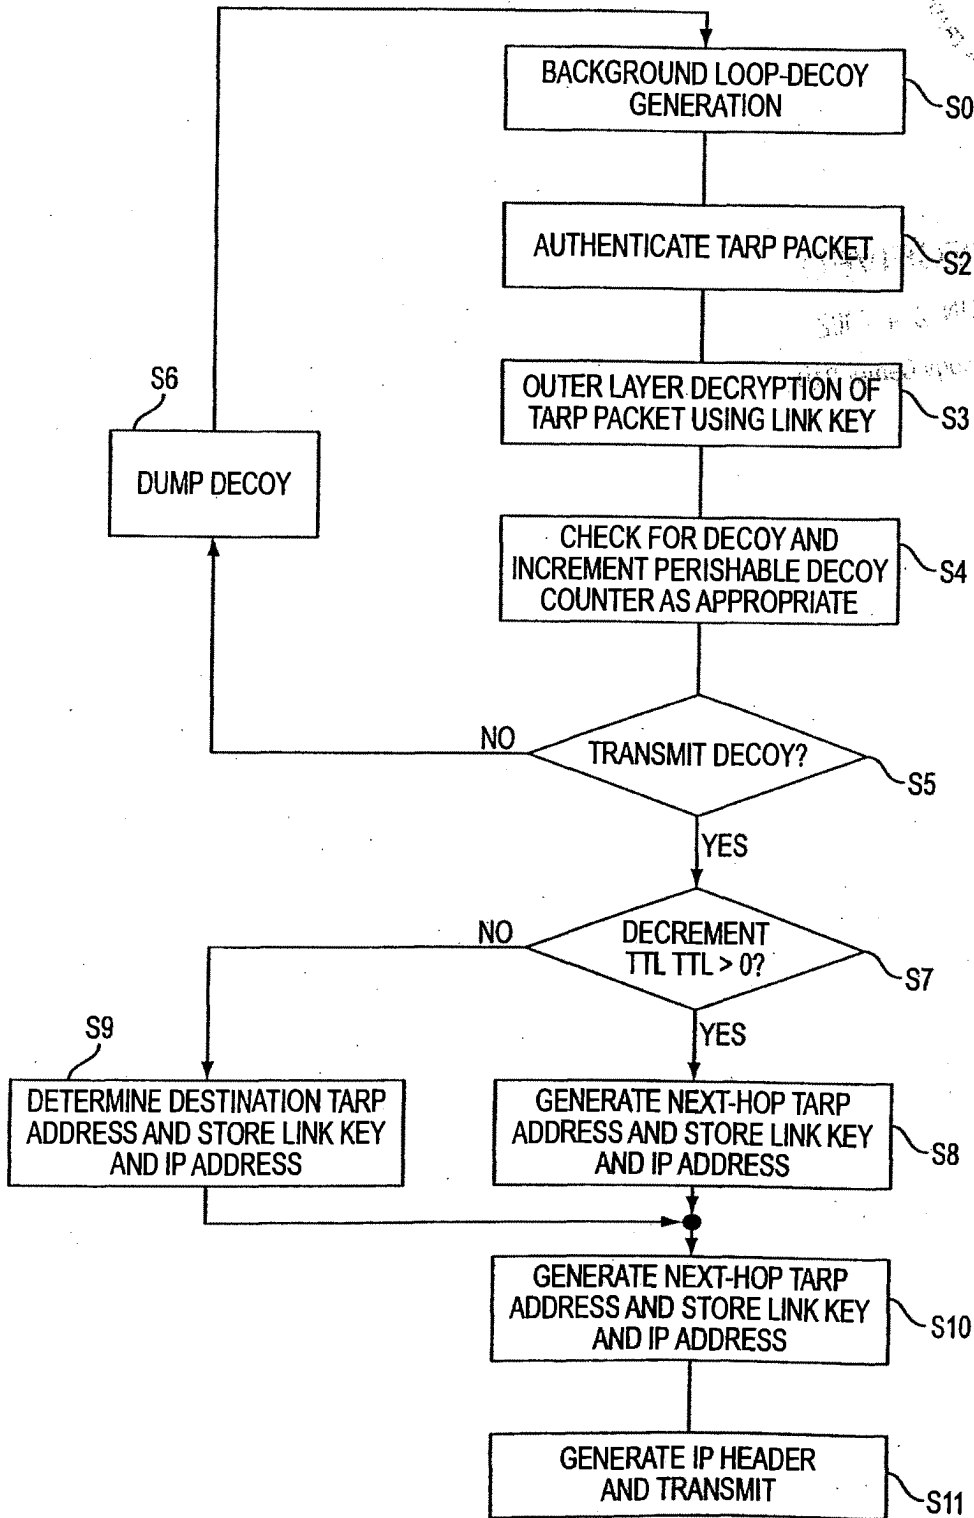 BACKGROUND LOOP-DECOY
GENERATION
S0
AUTHENTICATE TARP PACKET
S2
OUTER LAYER DECRYPTION OF
TARP PACKET USING LINK KEY
S3
S6
DUMP DECOY
CHECK FOR DECOY AND
INCREMENT PERISHABLE DECOY
COUNTER AS APPROPRIATE
S4
NO
TRANSMIT DECOY?
S5
YES
NO
DECREMENT
TTL TTL > 0?
S7
YES
S9
DETERMINE DESTINATION TARP
ADDRESS AND STORE LINK KEY
AND IP ADDRESS
GENERATE NEXT-HOP TARP
ADDRESS AND STORE LINK KEY
AND IP ADDRESS
S8
GENERATE NEXT-HOP TARP
ADDRESS AND STORE LINK KEY
AND IP ADDRESS
S10
GENERATE IP HEADER
AND TRANSMIT
S11